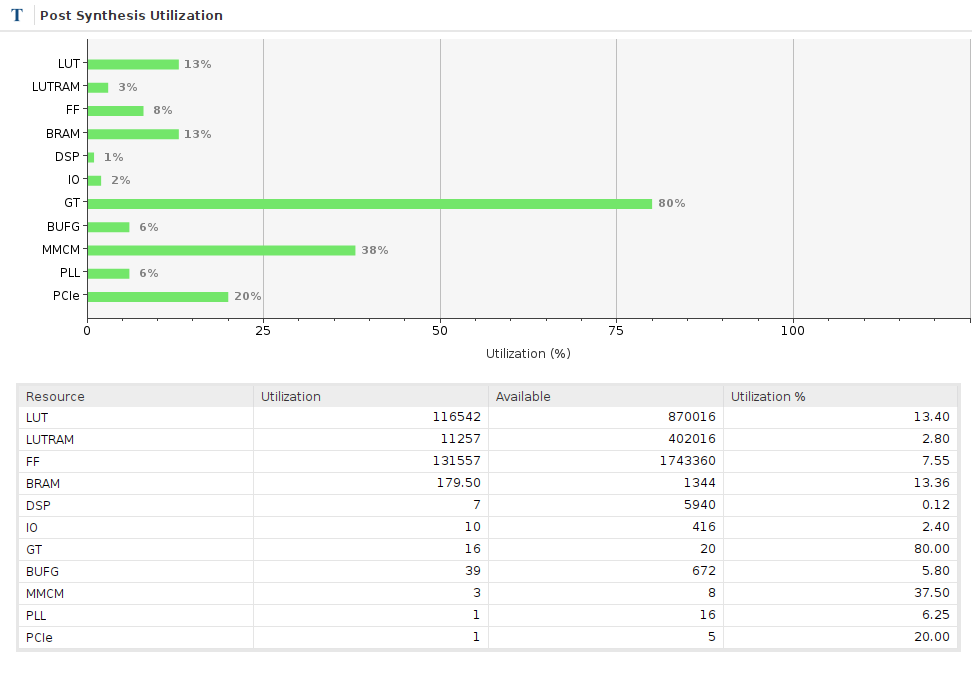 T Post Synthesis Utilization
LUT 13%
LUTRAM 3%
FF 8%
BRAM 13%
DSP 1%
IO 2%
GT 80%
BUFG 6%
MMCM 38%
PLL 6%
PCIe 20%
0 25 50 75 100
Utilization (%)
Resource Utilization Available Utilization %
LUT 116542 870016 13.40
LUTRAM 11257 402016 2.80
FF 131557 1743360 7.55
BRAM 179.50 1344 13.36
DSP 7 5940 0.12
IO 10 416 2.40
GT 16 20 80.00
BUFG 39 672 5.80
MMCM 3 8 37.50
PLL 1 16 6.25
PCIe 1 5 20.00